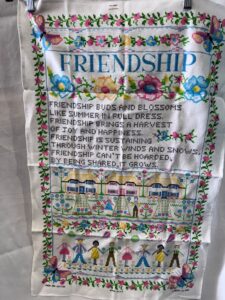 FRIENDSHIP
FRIENDSHIP BUDS AND BLOSSOMS
LIKE SUMMER IN FULL DRESS.
FRIENDSHIP BRINGS A HARVEST
OF JOY AND HAPPINESS.
FRIENDSHIP IS SUSTAINING
THROUGH WINTER WINDS AND SNOWS.
FRIENDSHIP CAN'T BE HOARDED,
BY BEING SHARED, IT GROWS.